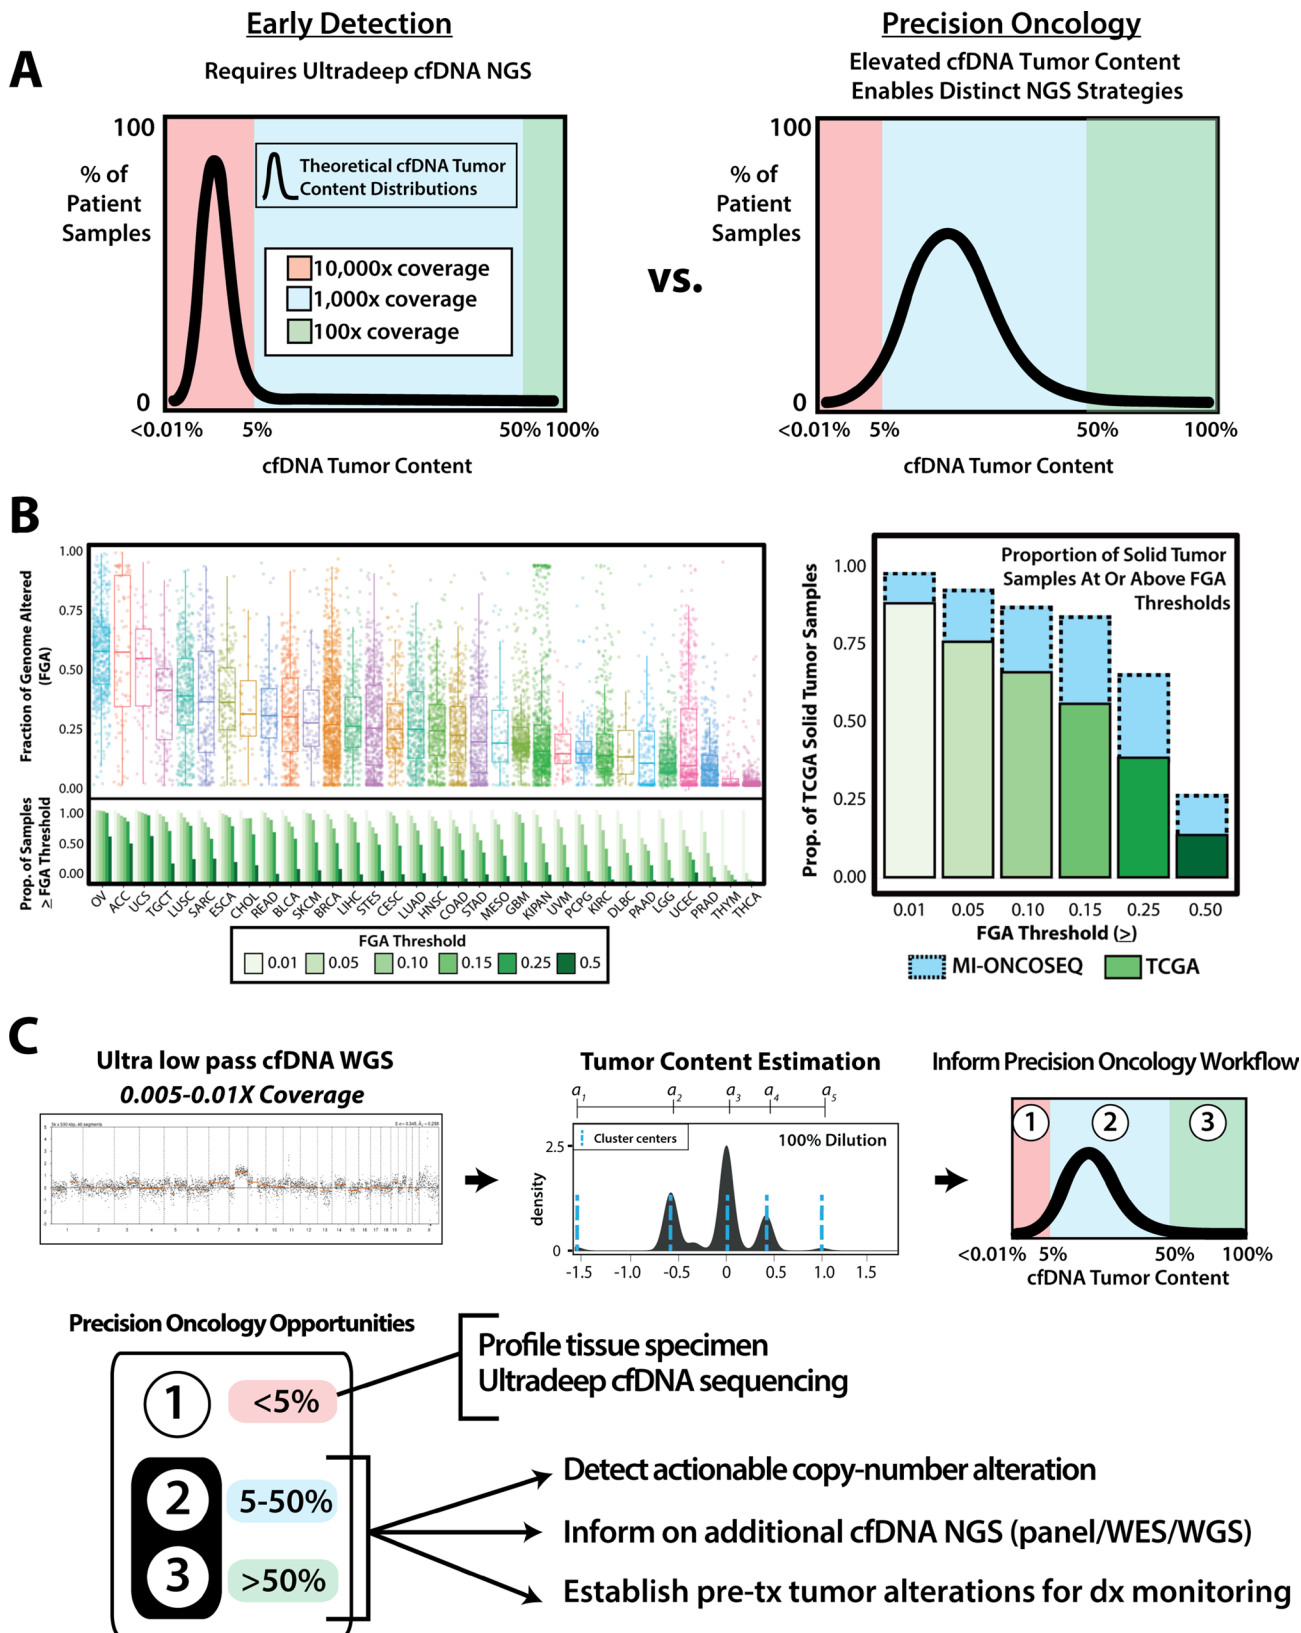 Early Detection
Precision Oncology
A
Requires Ultradeep cfDNA NGS
Elevated cfDNA Tumor Content
Enables Distinct NGS Strategies
100
% of
Patient
Samples
0
Theoretical cfDNA Tumor
Content Distributions
10,000x coverage
1,000x coverage
100x coverage
<0.01% 5% 50% 100%
cfDNA Tumor Content
vs.
100
% of
Patient
Samples
0
<0.01% 5% 50% 100%
cfDNA Tumor Content
B
Fraction of Genome Altered
(FGA)
1.00
0.75
0.50
0.25
0.00
Prop. of Samples
≥ FGA Threshold
1.00
0.50
0.00
OV ACC UCS TGCT LUSC SARC ESCA CHOL READ BLCA SKCM BRCA LIHC STES CESC LUAD HNSC COAD STAD MESO GBM KIPAN UVM PCPG KIRC DLBC PAAD LGG UCEC PRAD THYM THCA
FGA Threshold
0.01 0.05 0.10 0.15 0.25 0.5
Prop. of TCGA Solid Tumor Samples
Proportion of Solid Tumor
Samples At Or Above FGA
Thresholds
1.00
0.75
0.50
0.25
0.00
0.01 0.05 0.10 0.15 0.25 0.50
FGA Threshold (≥)
MI-ONCOSEQ TCGA
C
Ultra low pass cfDNA WGS
0.005-0.01X Coverage
Tumor Content Estimation
a1 a2 a3 a4 a5
Cluster centers
100% Dilution
density
2.5
0
-1.5 -1.0 -0.5 0 0.5 1.0 1.5
Inform Precision Oncology Workflow
1 2 3
<0.01% 5% 50% 100%
cfDNA Tumor Content
Precision Oncology Opportunities
1 <5%
2 5-50%
3 >50%
Profile tissue specimen
Ultradeep cfDNA sequencing
Detect actionable copy-number alteration
Inform on additional cfDNA NGS (panel/WES/WGS)
Establish pre-tx tumor alterations for dx monitoring